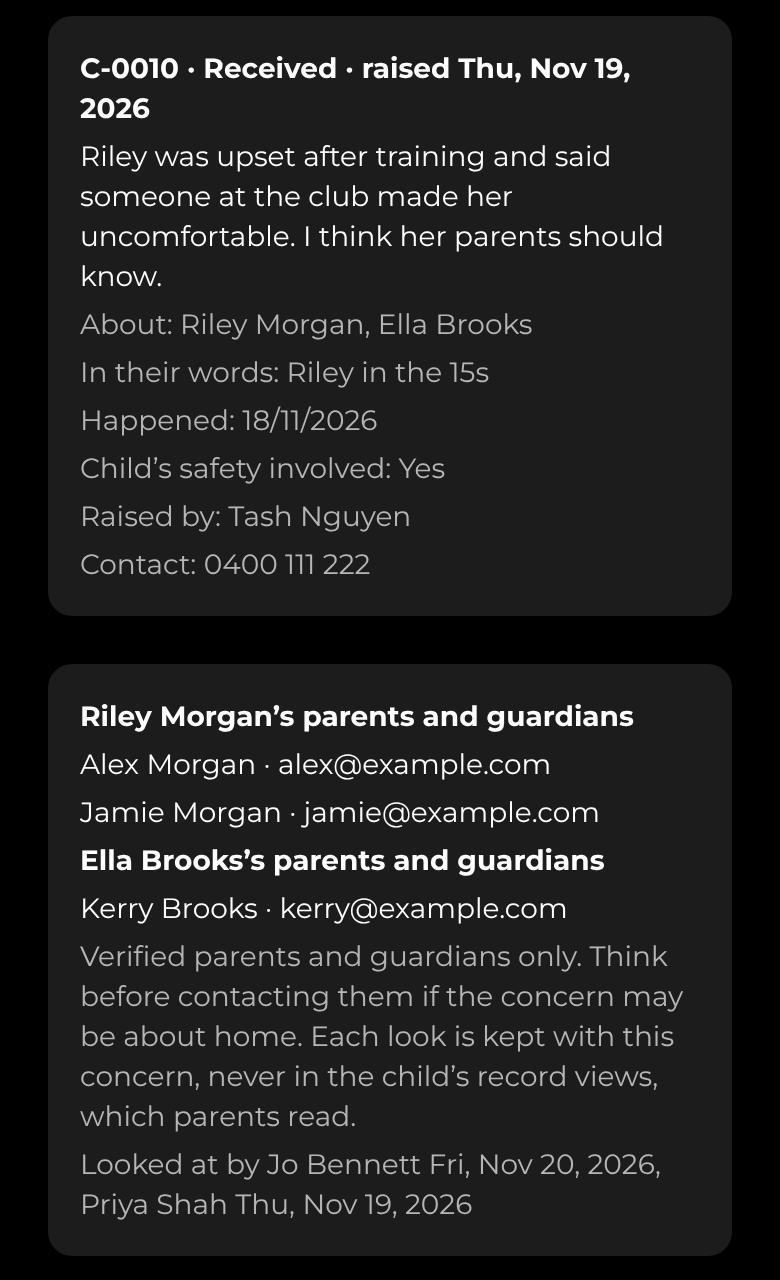 C-0010 · Received · raised Thu, Nov 19,
2026
Riley was upset after training and said
someone at the club made her
uncomfortable. I think her parents should
know.
About: Riley Morgan, Ella Brooks
In their words: Riley in the 15s
Happened: 18/11/2026
Child’s safety involved: Yes
Raised by: Tash Nguyen
Contact: 0400 111 222
Riley Morgan’s parents and guardians
Alex Morgan · alex@example.com
Jamie Morgan · jamie@example.com
Ella Brooks’s parents and guardians
Kerry Brooks · kerry@example.com
Verified parents and guardians only. Think
before contacting them if the concern may
be about home. Each look is kept with this
concern, never in the child’s record views,
which parents read.
Looked at by Jo Bennett Fri, Nov 20, 2026,
Priya Shah Thu, Nov 19, 2026